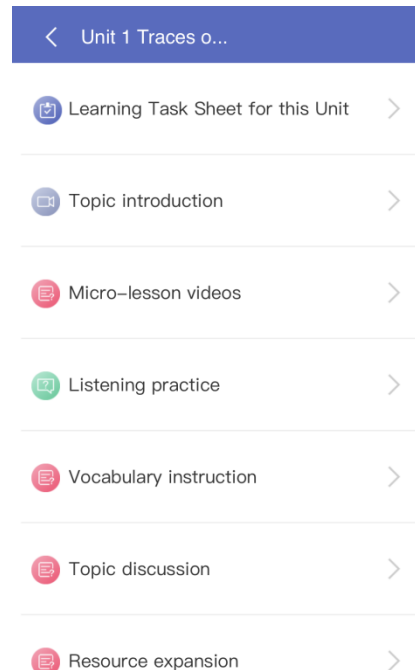 Unit 1 Traces o...
Learning Task Sheet for this Unit
Topic introduction
Micro-lesson videos
Listening practice
Vocabulary instruction
Topic discussion
Resource expansion